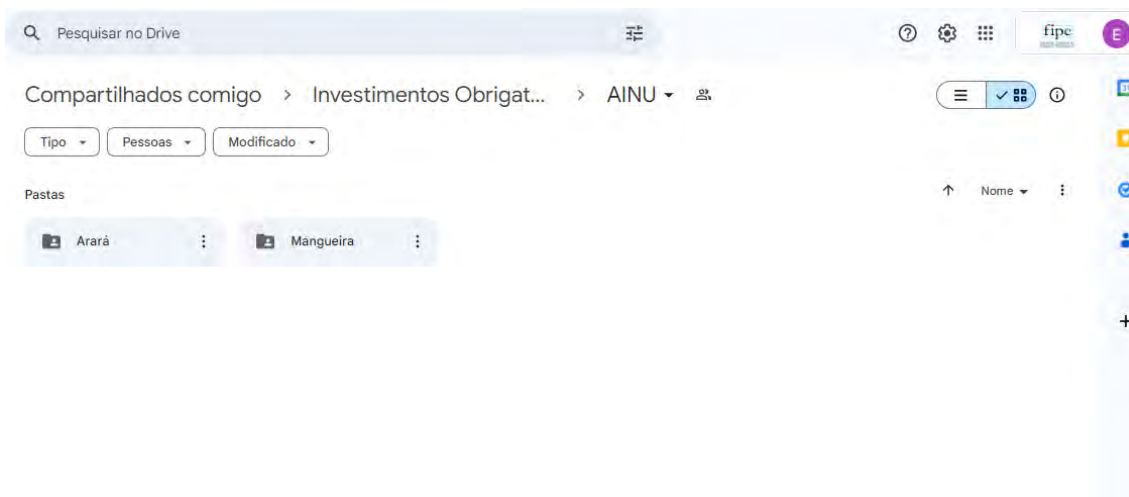 Pesquisar no Drive
fipe
E
Compartilhados comigo > Investimentos Obrigat... > AINU
Tipo Pessoas Modificado
Pastas Nome
Arará Mangueira